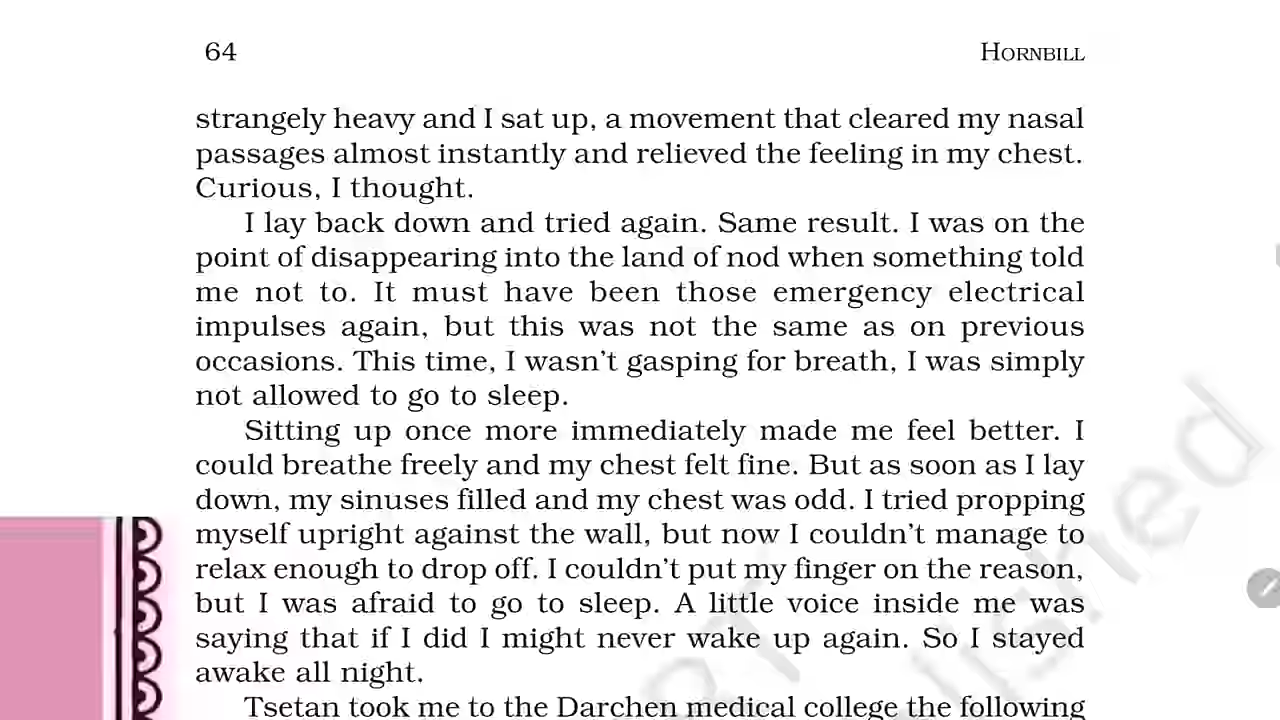 64
HORNBILL
strangely heavy and I sat up, a movement that cleared my nasal
passages almost instantly and relieved the feeling in my chest.
Curious, I thought.
I lay back down and tried again. Same result. I was on the
point of disappearing into the land of nod when something told
me not to. It must have been those emergency electrical
impulses again, but this was not the same as on previous
occasions. This time, I wasn't gasping for breath, I was simply
not allowed to go to sleep.
Sitting up once more immediately made me feel better. I
could breathe freely and my chest felt fine. But as soon as I lay
down, my sinuses filled and my chest was odd. I tried propping
myself upright against the wall, but now I couldn't manage to
relax enough to drop off. I couldn't put my finger on the reason,
but I was afraid to go to sleep. A little voice inside me was
saying that if I did I might never wake up again. So I stayed
awake all night.
Tsetan took me to the Darchen medical college the following